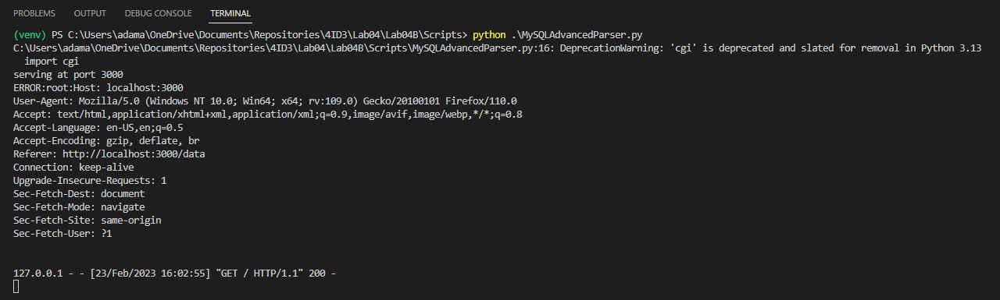 PROBLEMS OUTPUT DEBUG CONSOLE TERMINAL
(venv) PS C:\Users\adama\OneDrive\Documents\Repositories\4ID3\Lab04\Lab04B\Scripts> python .\MySQLAdvancedParser.py
C:\Users\adama\OneDrive\Documents\Repositories\4ID3\Lab04\Lab04B\Scripts\MySQLAdvancedParser.py:16: DeprecationWarning: 'cgi' is deprecated and slated for removal in Python 3.13
  import cgi
serving at port 3000
ERROR:root:Host: localhost:3000
User-Agent: Mozilla/5.0 (Windows NT 10.0; Win64; x64; rv:109.0) Gecko/20100101 Firefox/110.0
Accept: text/html,application/xhtml+xml,application/xml;q=0.9,image/avif,image/webp,*/*;q=0.8
Accept-Language: en-US,en;q=0.5
Accept-Encoding: gzip, deflate, br
Referer: http://localhost:3000/data
Connection: keep-alive
Upgrade-Insecure-Requests: 1
Sec-Fetch-Dest: document
Sec-Fetch-Mode: navigate
Sec-Fetch-Site: same-origin
Sec-Fetch-User: ?1
127.0.0.1 - - [23/Feb/2023 16:02:55] "GET / HTTP/1.1" 200 -